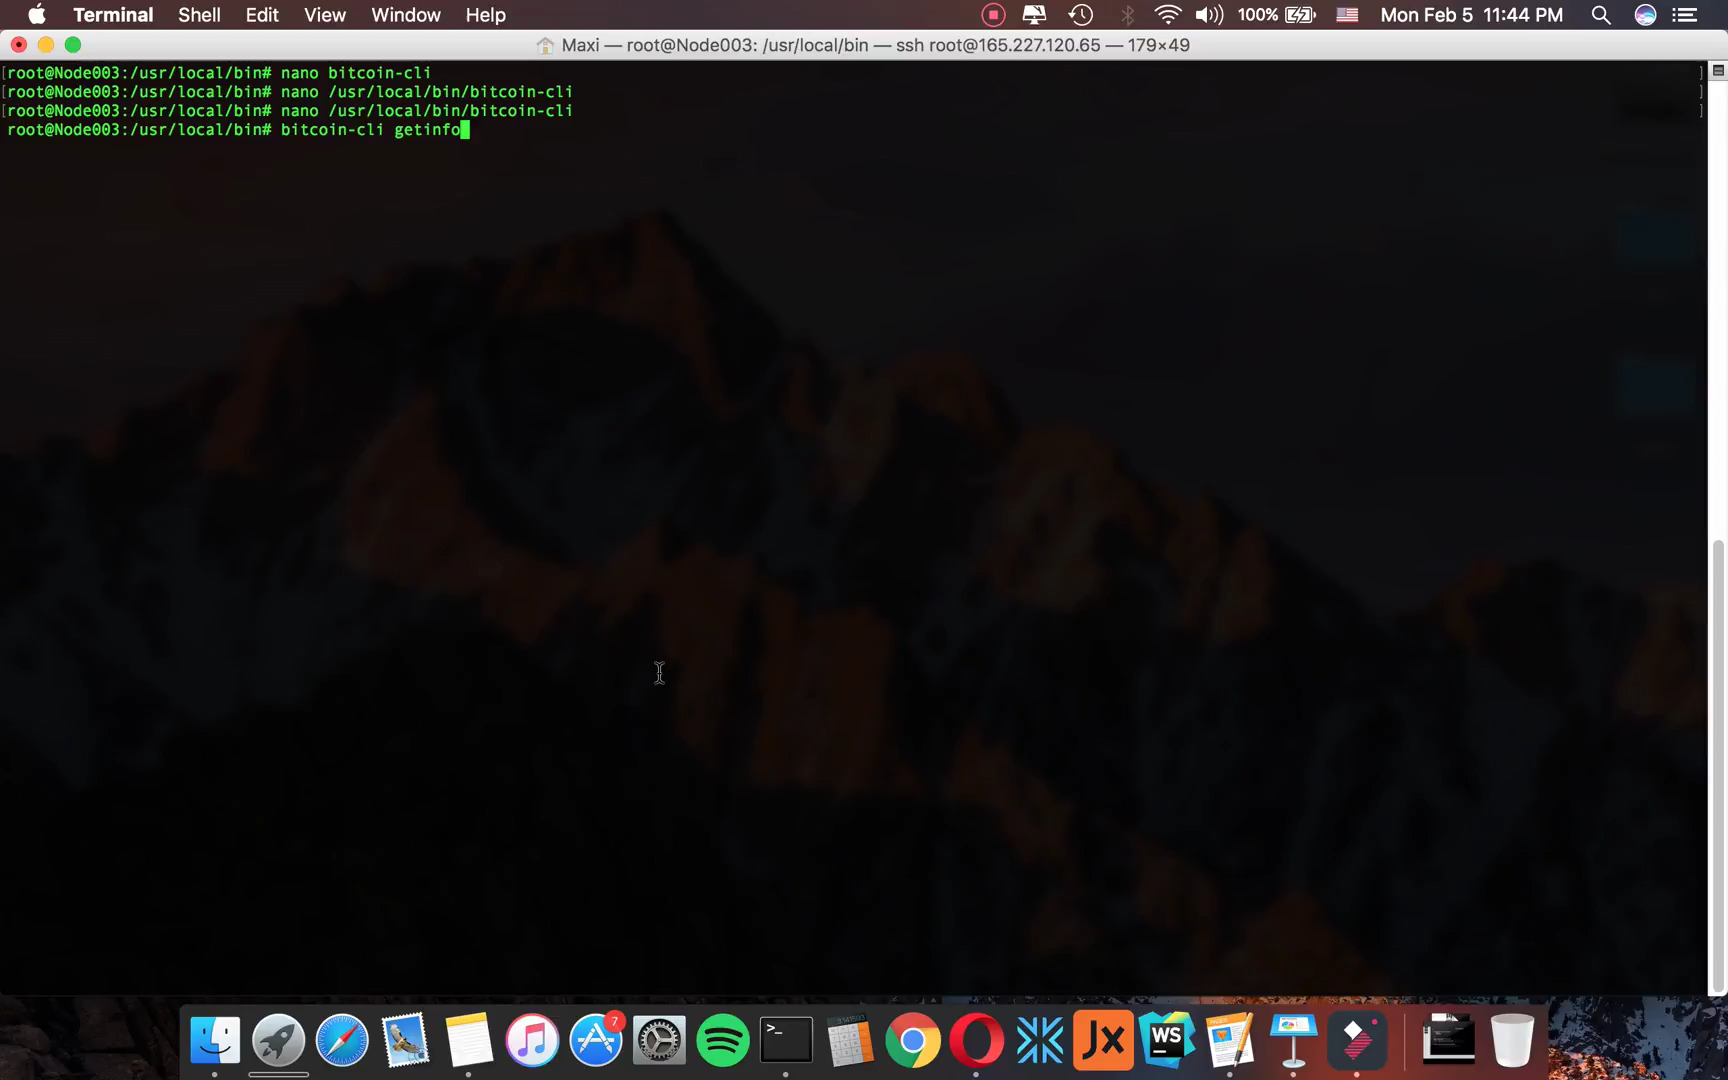 Terminal Shell Edit View Window Help 100% Mon Feb 5 11:44 PM
Maxi — root@Node003: /usr/local/bin — ssh root@165.227.120.65 — 179×49
[root@Node003:/usr/local/bin# nano bitcoin-cli ]
[root@Node003:/usr/local/bin# nano /usr/local/bin/bitcoin-cli ]
[root@Node003:/usr/local/bin# nano /usr/local/bin/bitcoin-cli ]
root@Node003:/usr/local/bin# bitcoin-cli getinfo
7
>_
JX
WS